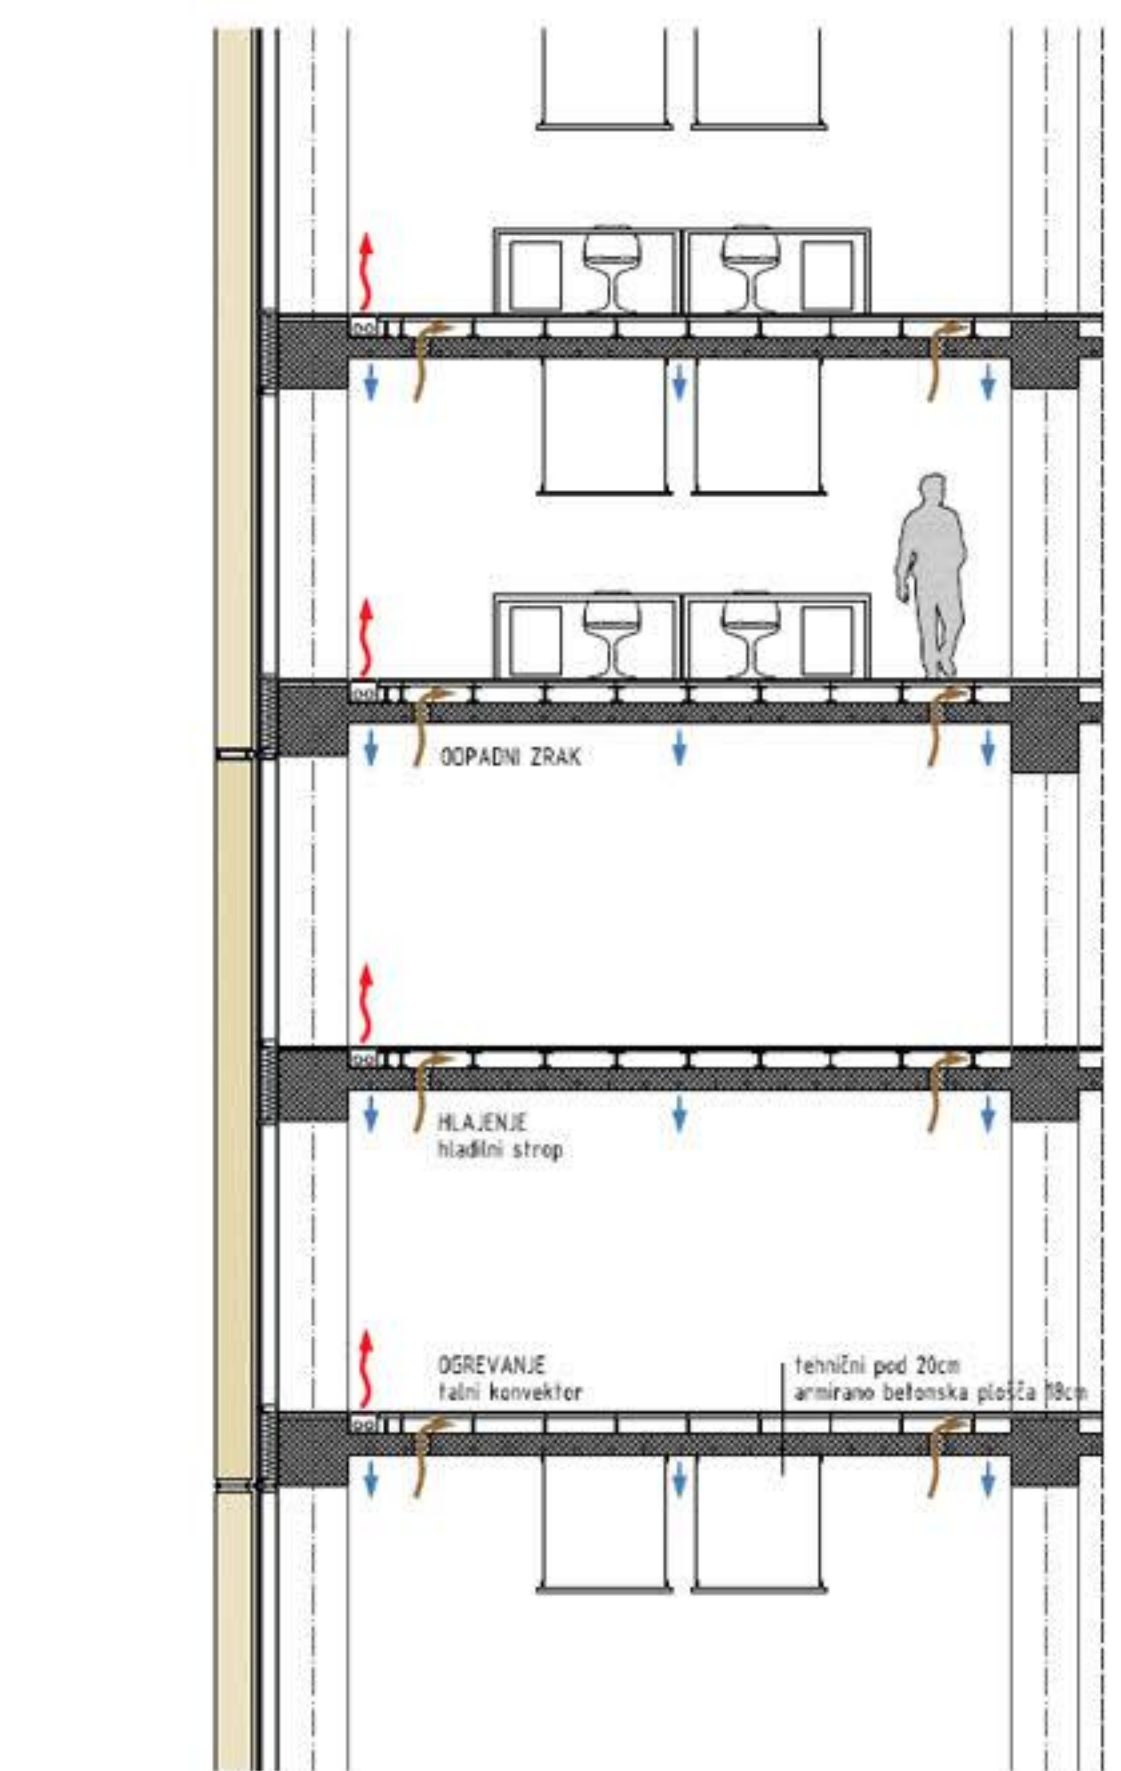 ODPADNI ZRAK
HLAJENJE
hladilni strop
OGREVANJE
talni konvektor
tehnični pod 20cm
armirano betonska plošča 18cm